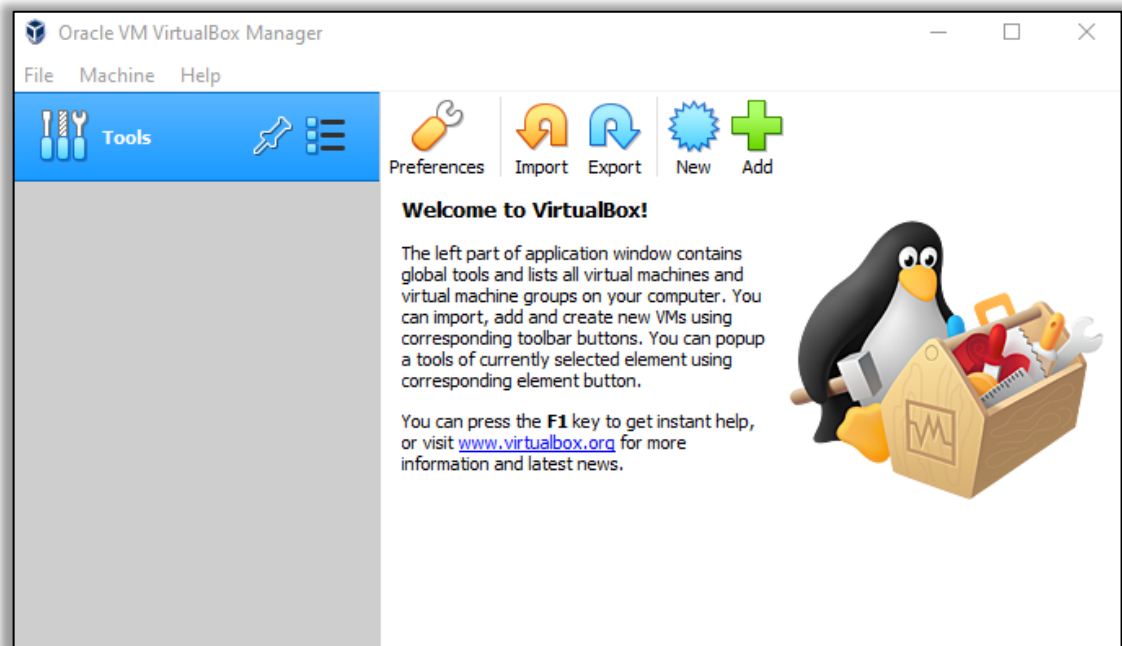 Oracle VM VirtualBox Manager
File Machine Help
Tools
Preferences Import Export New Add
Welcome to VirtualBox!
The left part of application window contains
global tools and lists all virtual machines and
virtual machine groups on your computer. You
can import, add and create new VMs using
corresponding toolbar buttons. You can popup
a tools of currently selected element using
corresponding element button.
You can press the F1 key to get instant help,
or visit www.virtualbox.org for more
information and latest news.